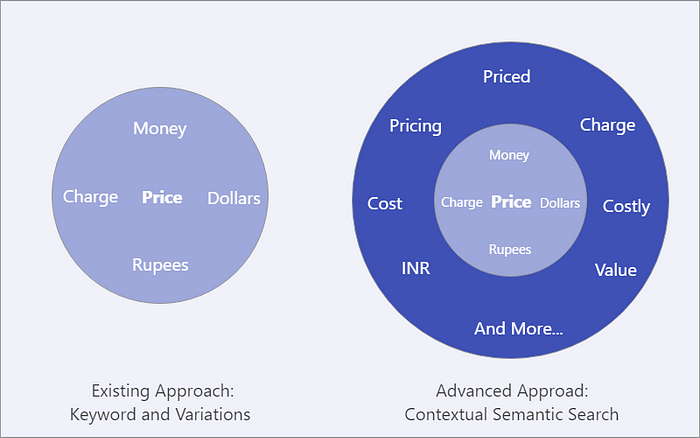 Money
Charge Price Dollars
Rupees
Existing Approach:
Keyword and Variations
Priced
Pricing
Charge
Money
Cost
Charge Price Dollars
Costly
Rupees
INR
Value
And More...
Advanced Approad:
Contextual Semantic Search